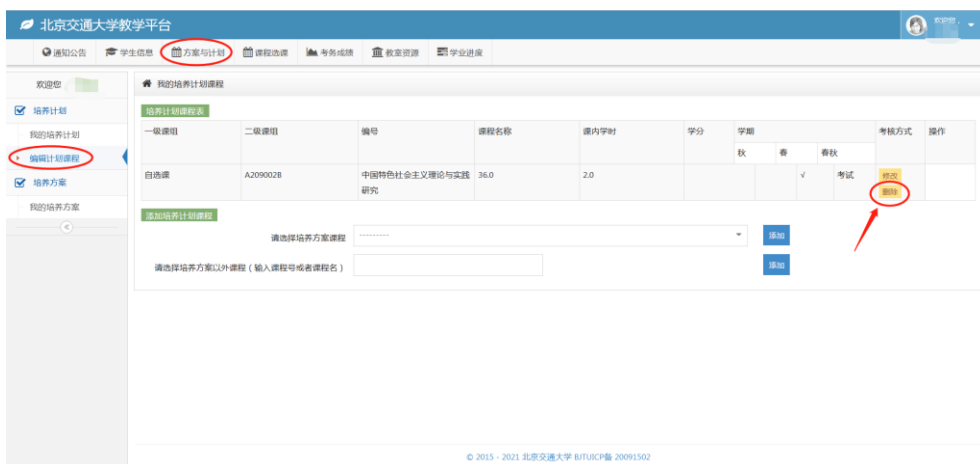 北京交通大学教学平台
欢迎您，
通知公告 学生信息 方案与计划 课程选课 考务成绩 教室资源 学业进度
欢迎您
我的培养计划课程
培养计划
培养计划课程表
我的培养计划
一级课组 二级课组 编号 课程名称 课内学时 学分 学期 考核方式 操作
秋 春 春秋
编辑计划课程
自选课 A209002B 中国特色社会主义理论与实践 36.0 2.0 √ 考试 修改
研究 删除
培养方案
我的培养方案
添加培养计划课程
请选择培养方案课程 --------- 添加
请选择培养方案以外课程（输入课程号或者课程名） 添加
© 2015 - 2021 北京交通大学 BJTUICP备 20091502